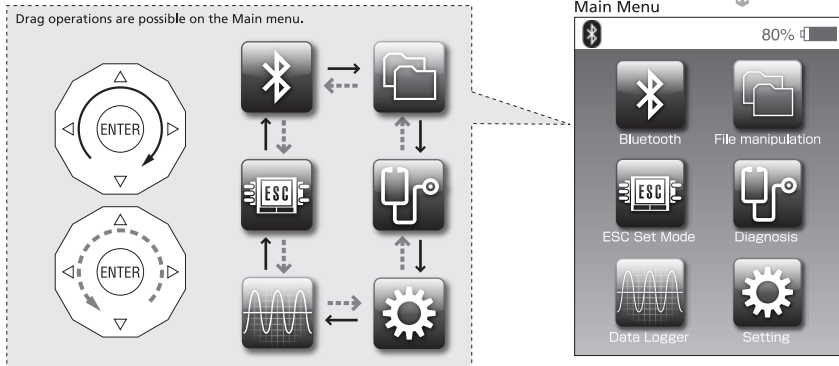 Drag operations are possible on the Main menu.
ENTER
ESC
ENTER
Main Menu
80%
Bluetooth
File manipulation
ESC
ESC Set Mode
Diagnosis
Data Logger
Setting